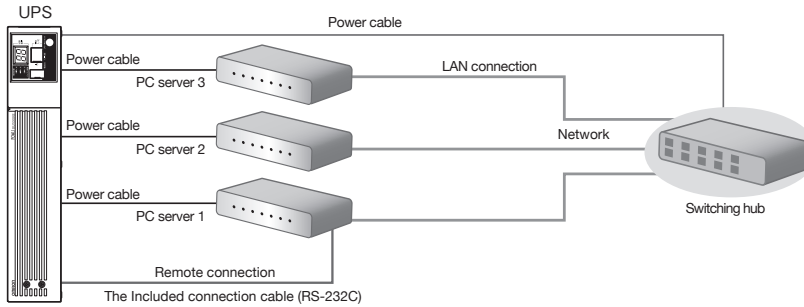 UPS
Power cable
Power cable
LAN connection
PC server 3
Power cable
Network
PC server 2
Power cable
PC server 1
Switching hub
Remote connection
The Included connection cable (RS-232C)